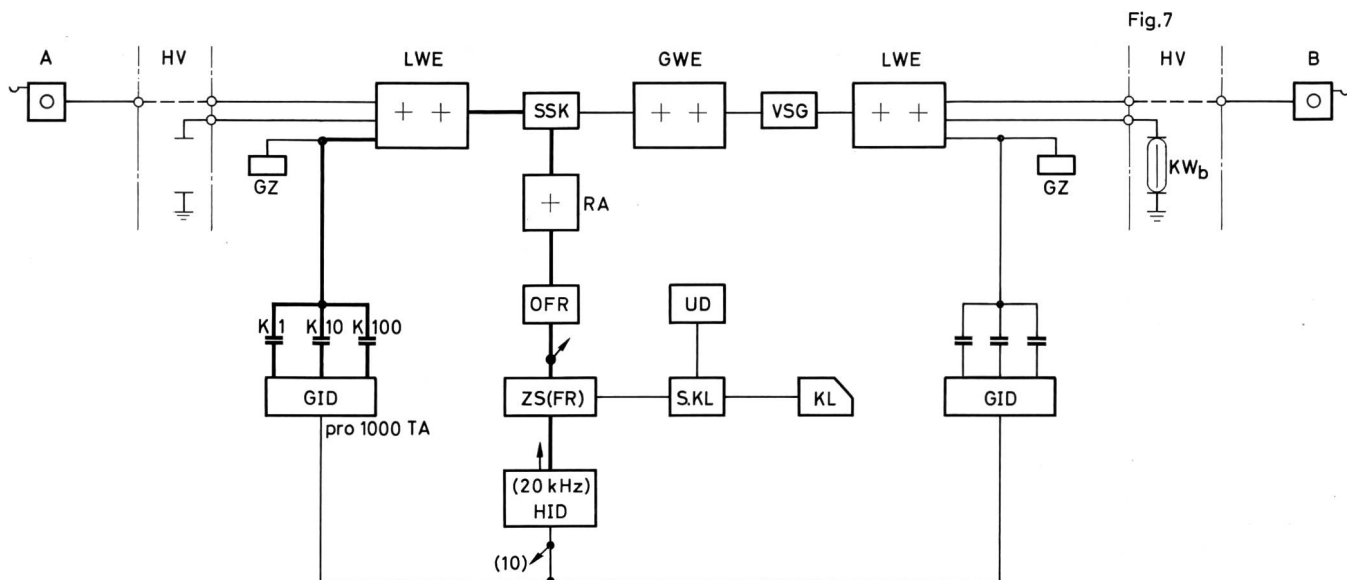 Fig.7
A
HV
LWE
GWE
LWE
HV
B
SSK
VSG
GZ
RA
GZ
KWb
K 1
K 10
K 100
OFR
UD
GID
pro 1000 TA
ZS(FR)
S.KL
KL
GID
(20 kHz)
HID
(10)